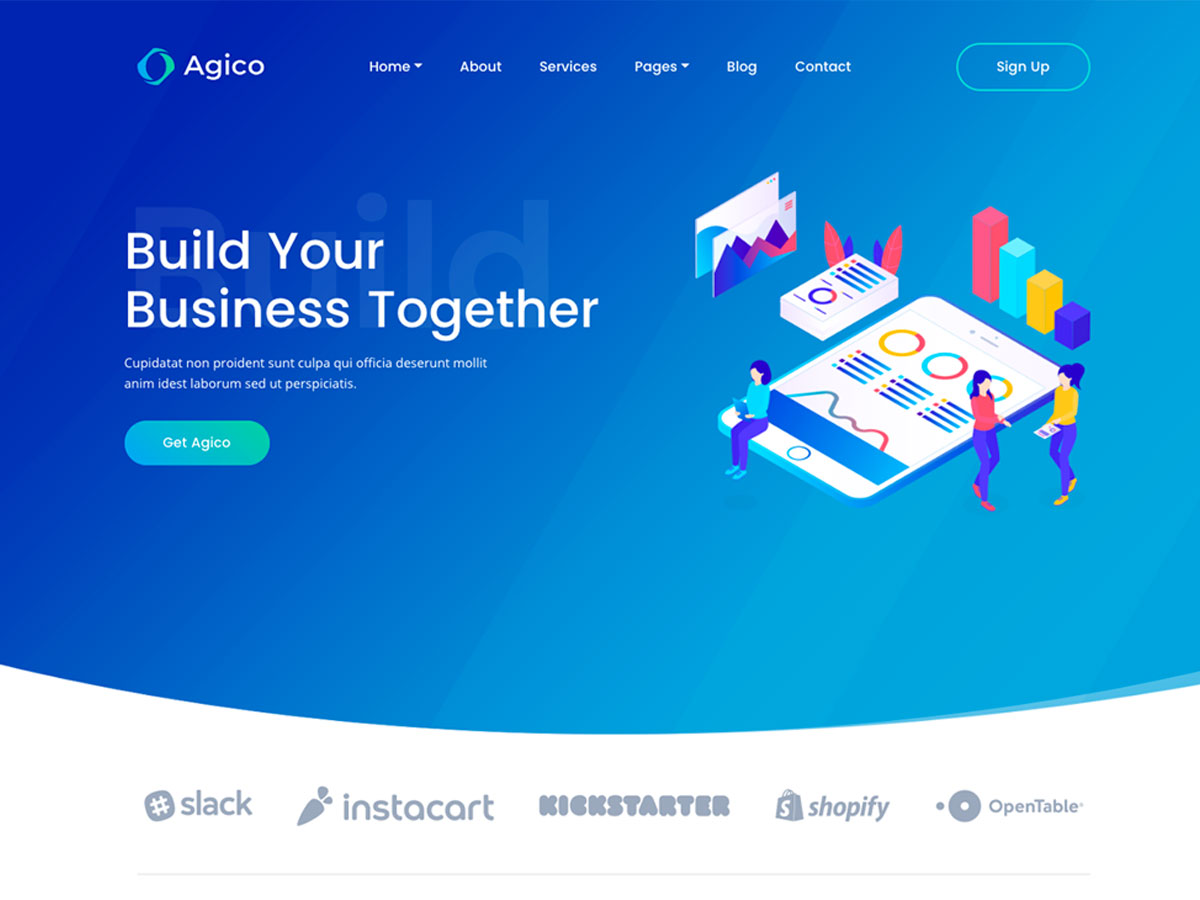 Agico
Home
About
Services
Pages
Blog
Contact
Sign Up
Build
Build Your
Business Together
Cupidatat non proident sunt culpa qui officia deserunt mollit
anim idest laborum sed ut perspiciatis.
Get Agico
slack
instacart
KICKSTARTER
shopify
OpenTable